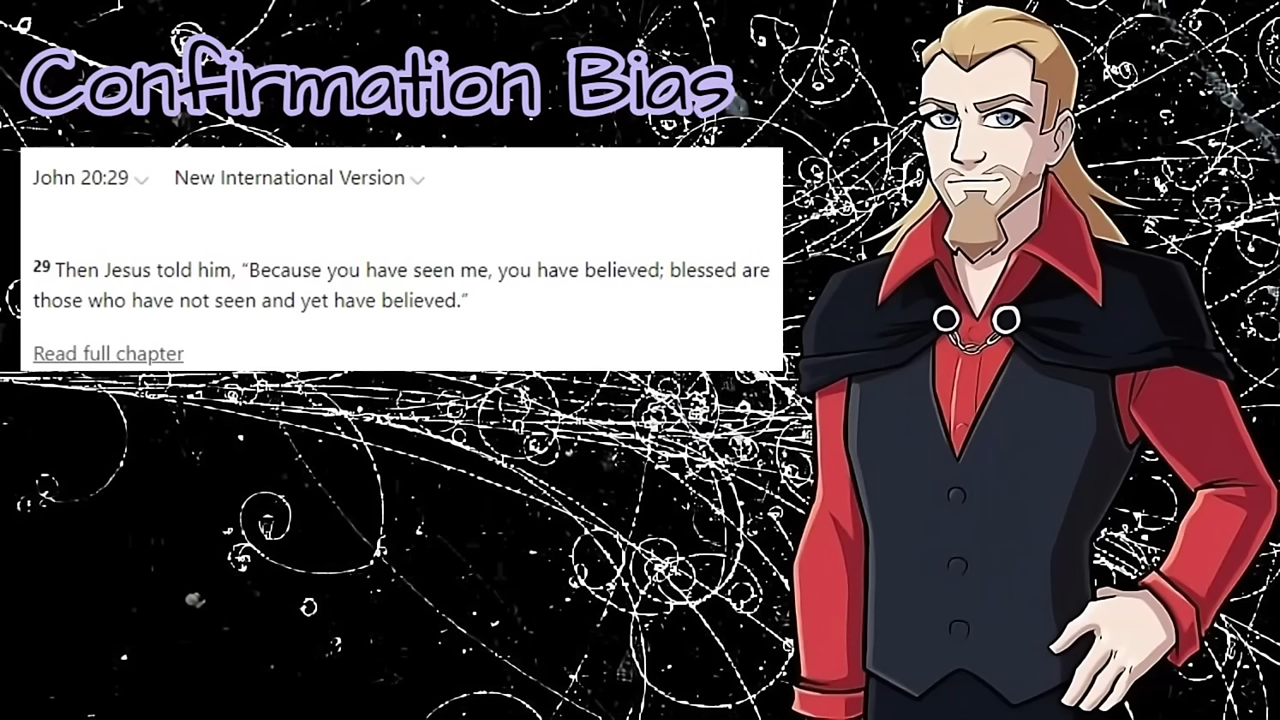 Confirmation Bias
John 20:29 New International Version
29 Then Jesus told him, “Because you have seen me, you have believed; blessed are
those who have not seen and yet have believed.”
Read full chapter